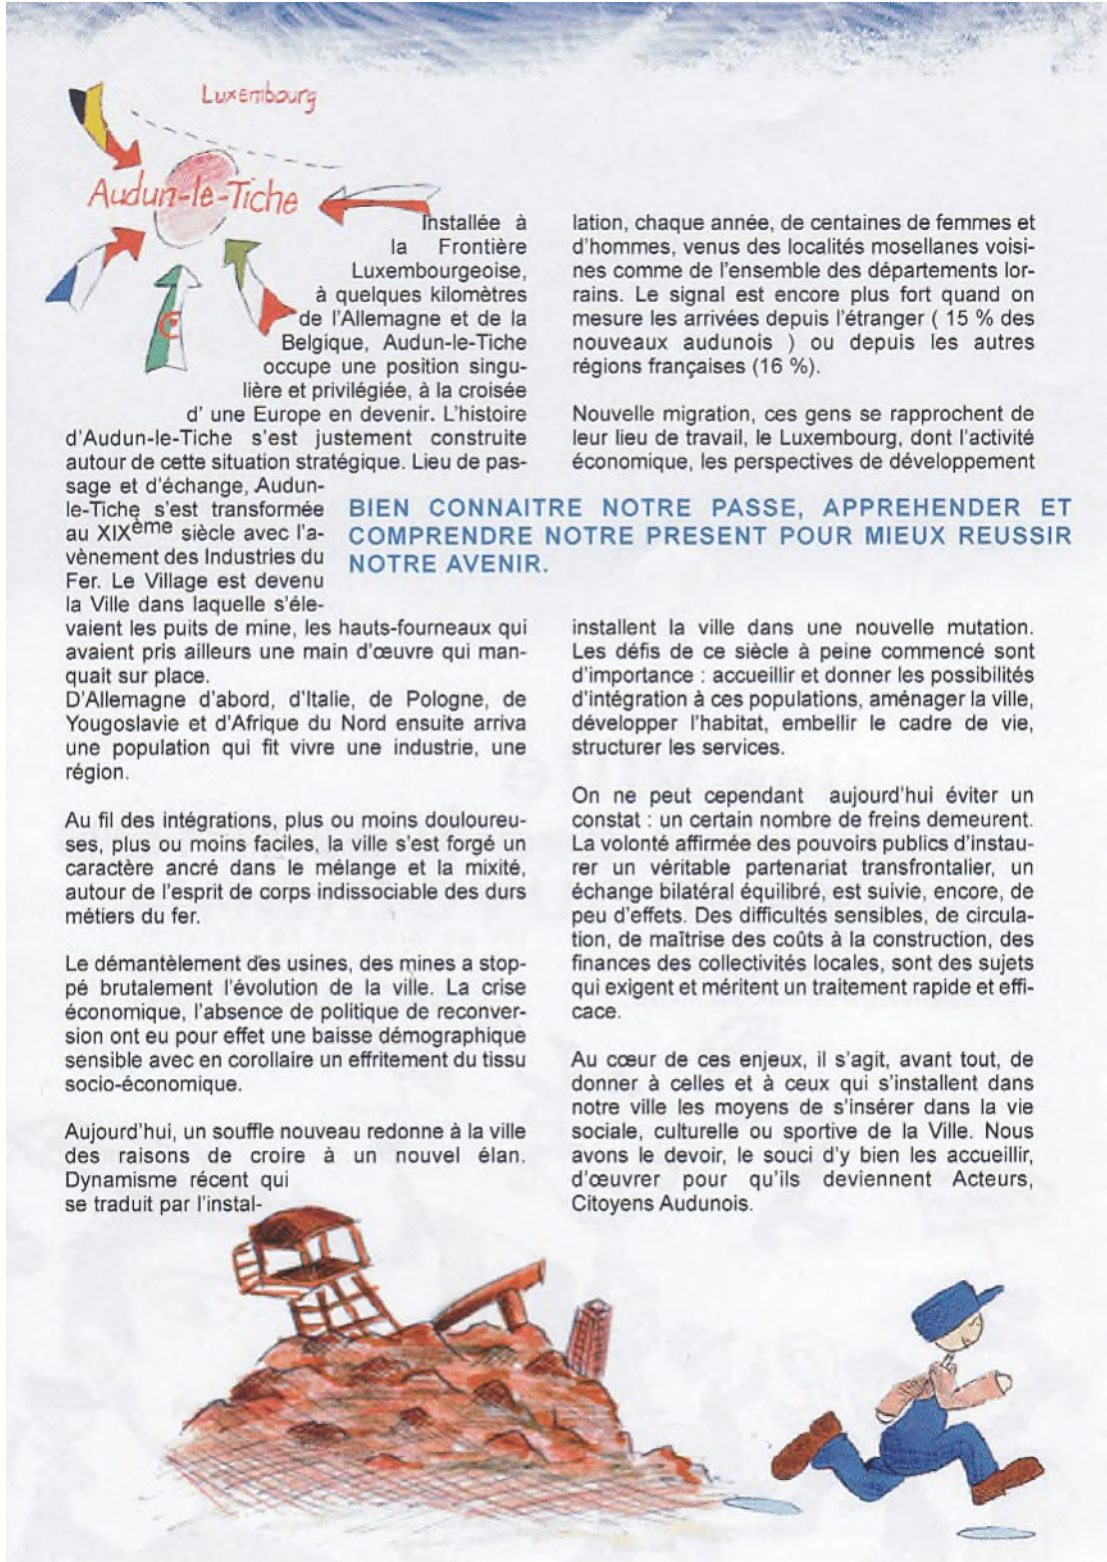 Luxembourg
Audun-le-Tiche
Installée à
la Frontière
Luxembourgeoise,
à quelques kilomètres
de l'Allemagne et de la
Belgique, Audun-le-Tiche
occupe une position singu-
lière et privilégiée, à la croisée
d' une Europe en devenir. L'histoire
d'Audun-le-Tiche s'est justement construite
autour de cette situation stratégique. Lieu de pas-
sage et d'échange, Audun-
le-Tiche s'est transformée
au XIXème siècle avec l'a-
vènement des Industries du
Fer. Le Village est devenu
la Ville dans laquelle s'éle-
vaient les puits de mine, les hauts-fourneaux qui
avaient pris ailleurs une main d'œuvre qui man-
quait sur place.
D'Allemagne d'abord, d'Italie, de Pologne, de
Yougoslavie et d'Afrique du Nord ensuite arriva
une population qui fit vivre une industrie, une
région.
Au fil des intégrations, plus ou moins douloureu-
ses, plus ou moins faciles, la ville s'est forgé un
caractère ancré dans le mélange et la mixité,
autour de l'esprit de corps indissociable des durs
métiers du fer.
Le démantèlement des usines, des mines a stop-
pé brutalement l'évolution de la ville. La crise
économique, l'absence de politique de reconver-
sion ont eu pour effet une baisse démographique
sensible avec en corollaire un effritement du tissu
socio-économique.
Aujourd'hui, un souffle nouveau redonne à la ville
des raisons de croire à un nouvel élan.
Dynamisme récent qui
se traduit par l'instal-
lation, chaque année, de centaines de femmes et
d'hommes, venus des localités mosellanes voisi-
nes comme de l'ensemble des départements lor-
rains. Le signal est encore plus fort quand on
mesure les arrivées depuis l'étranger ( 15 % des
nouveaux audunois ) ou depuis les autres
régions françaises (16 %).
Nouvelle migration, ces gens se rapprochent de
leur lieu de travail, le Luxembourg, dont l'activité
économique, les perspectives de développement
BIEN CONNAITRE NOTRE PASSE, APPREHENDER ET
COMPRENDRE NOTRE PRESENT POUR MIEUX REUSSIR
NOTRE AVENIR.
installent la ville dans une nouvelle mutation.
Les défis de ce siècle à peine commencé sont
d'importance : accueillir et donner les possibilités
d'intégration à ces populations, aménager la ville,
développer l'habitat, embellir le cadre de vie,
structurer les services.
On ne peut cependant aujourd'hui éviter un
constat : un certain nombre de freins demeurent.
La volonté affirmée des pouvoirs publics d'instau-
rer un véritable partenariat transfrontalier, un
échange bilatéral équilibré, est suivie, encore, de
peu d'effets. Des difficultés sensibles, de circula-
tion, de maîtrise des coûts à la construction, des
finances des collectivités locales, sont des sujets
qui exigent et méritent un traitement rapide et effi-
cace.
Au cœur de ces enjeux, il s'agit, avant tout, de
donner à celles et à ceux qui s'installent dans
notre ville les moyens de s'insérer dans la vie
sociale, culturelle ou sportive de la Ville. Nous
avons le devoir, le souci d'y bien les accueillir,
d'œuvrer pour qu'ils deviennent Acteurs,
Citoyens Audunois.